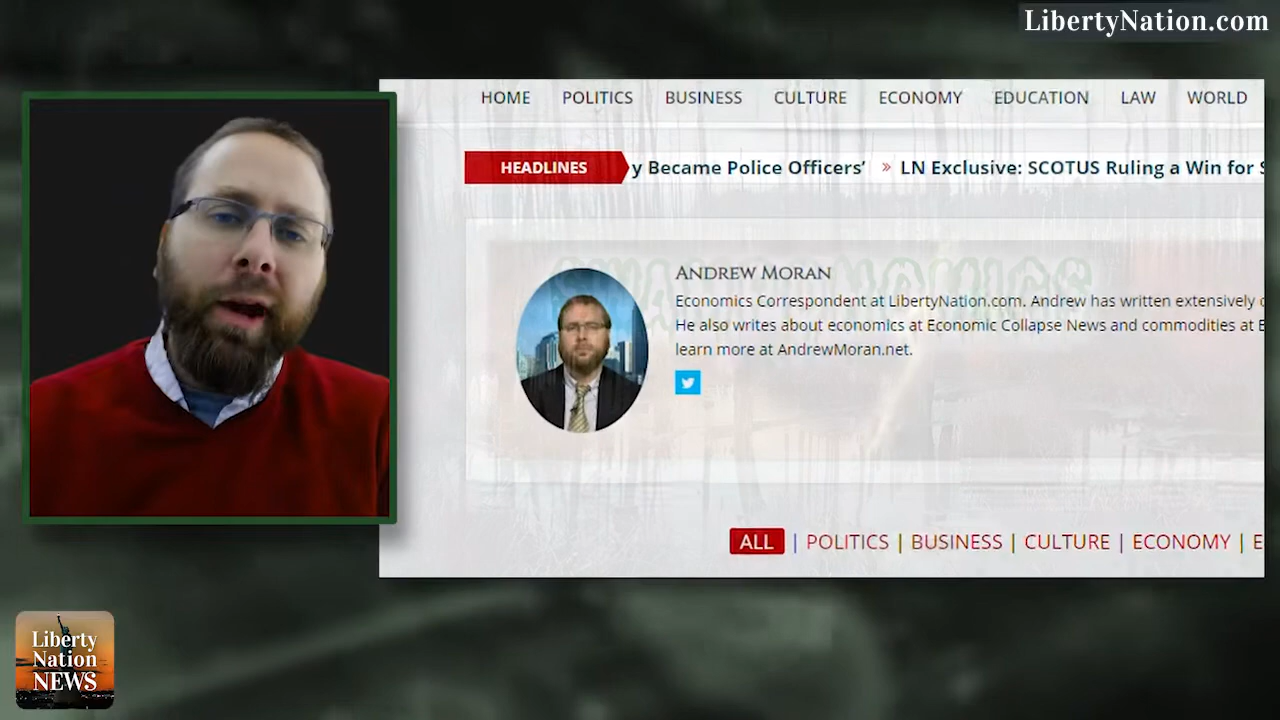 LibertyNation.com
HOME POLITICS BUSINESS CULTURE ECONOMY EDUCATION LAW WORLD
HEADLINES y Became Police Officers’ » LN Exclusive: SCOTUS Ruling a Win for S
ANDREW MORAN
Economics Correspondent at LibertyNation.com. Andrew has written extensively
He also writes about economics at Economic Collapse News and commodities at E
learn more at AndrewMoran.net.
ALL | POLITICS | BUSINESS | CULTURE | ECONOMY | E
Liberty
Nation
NEWS